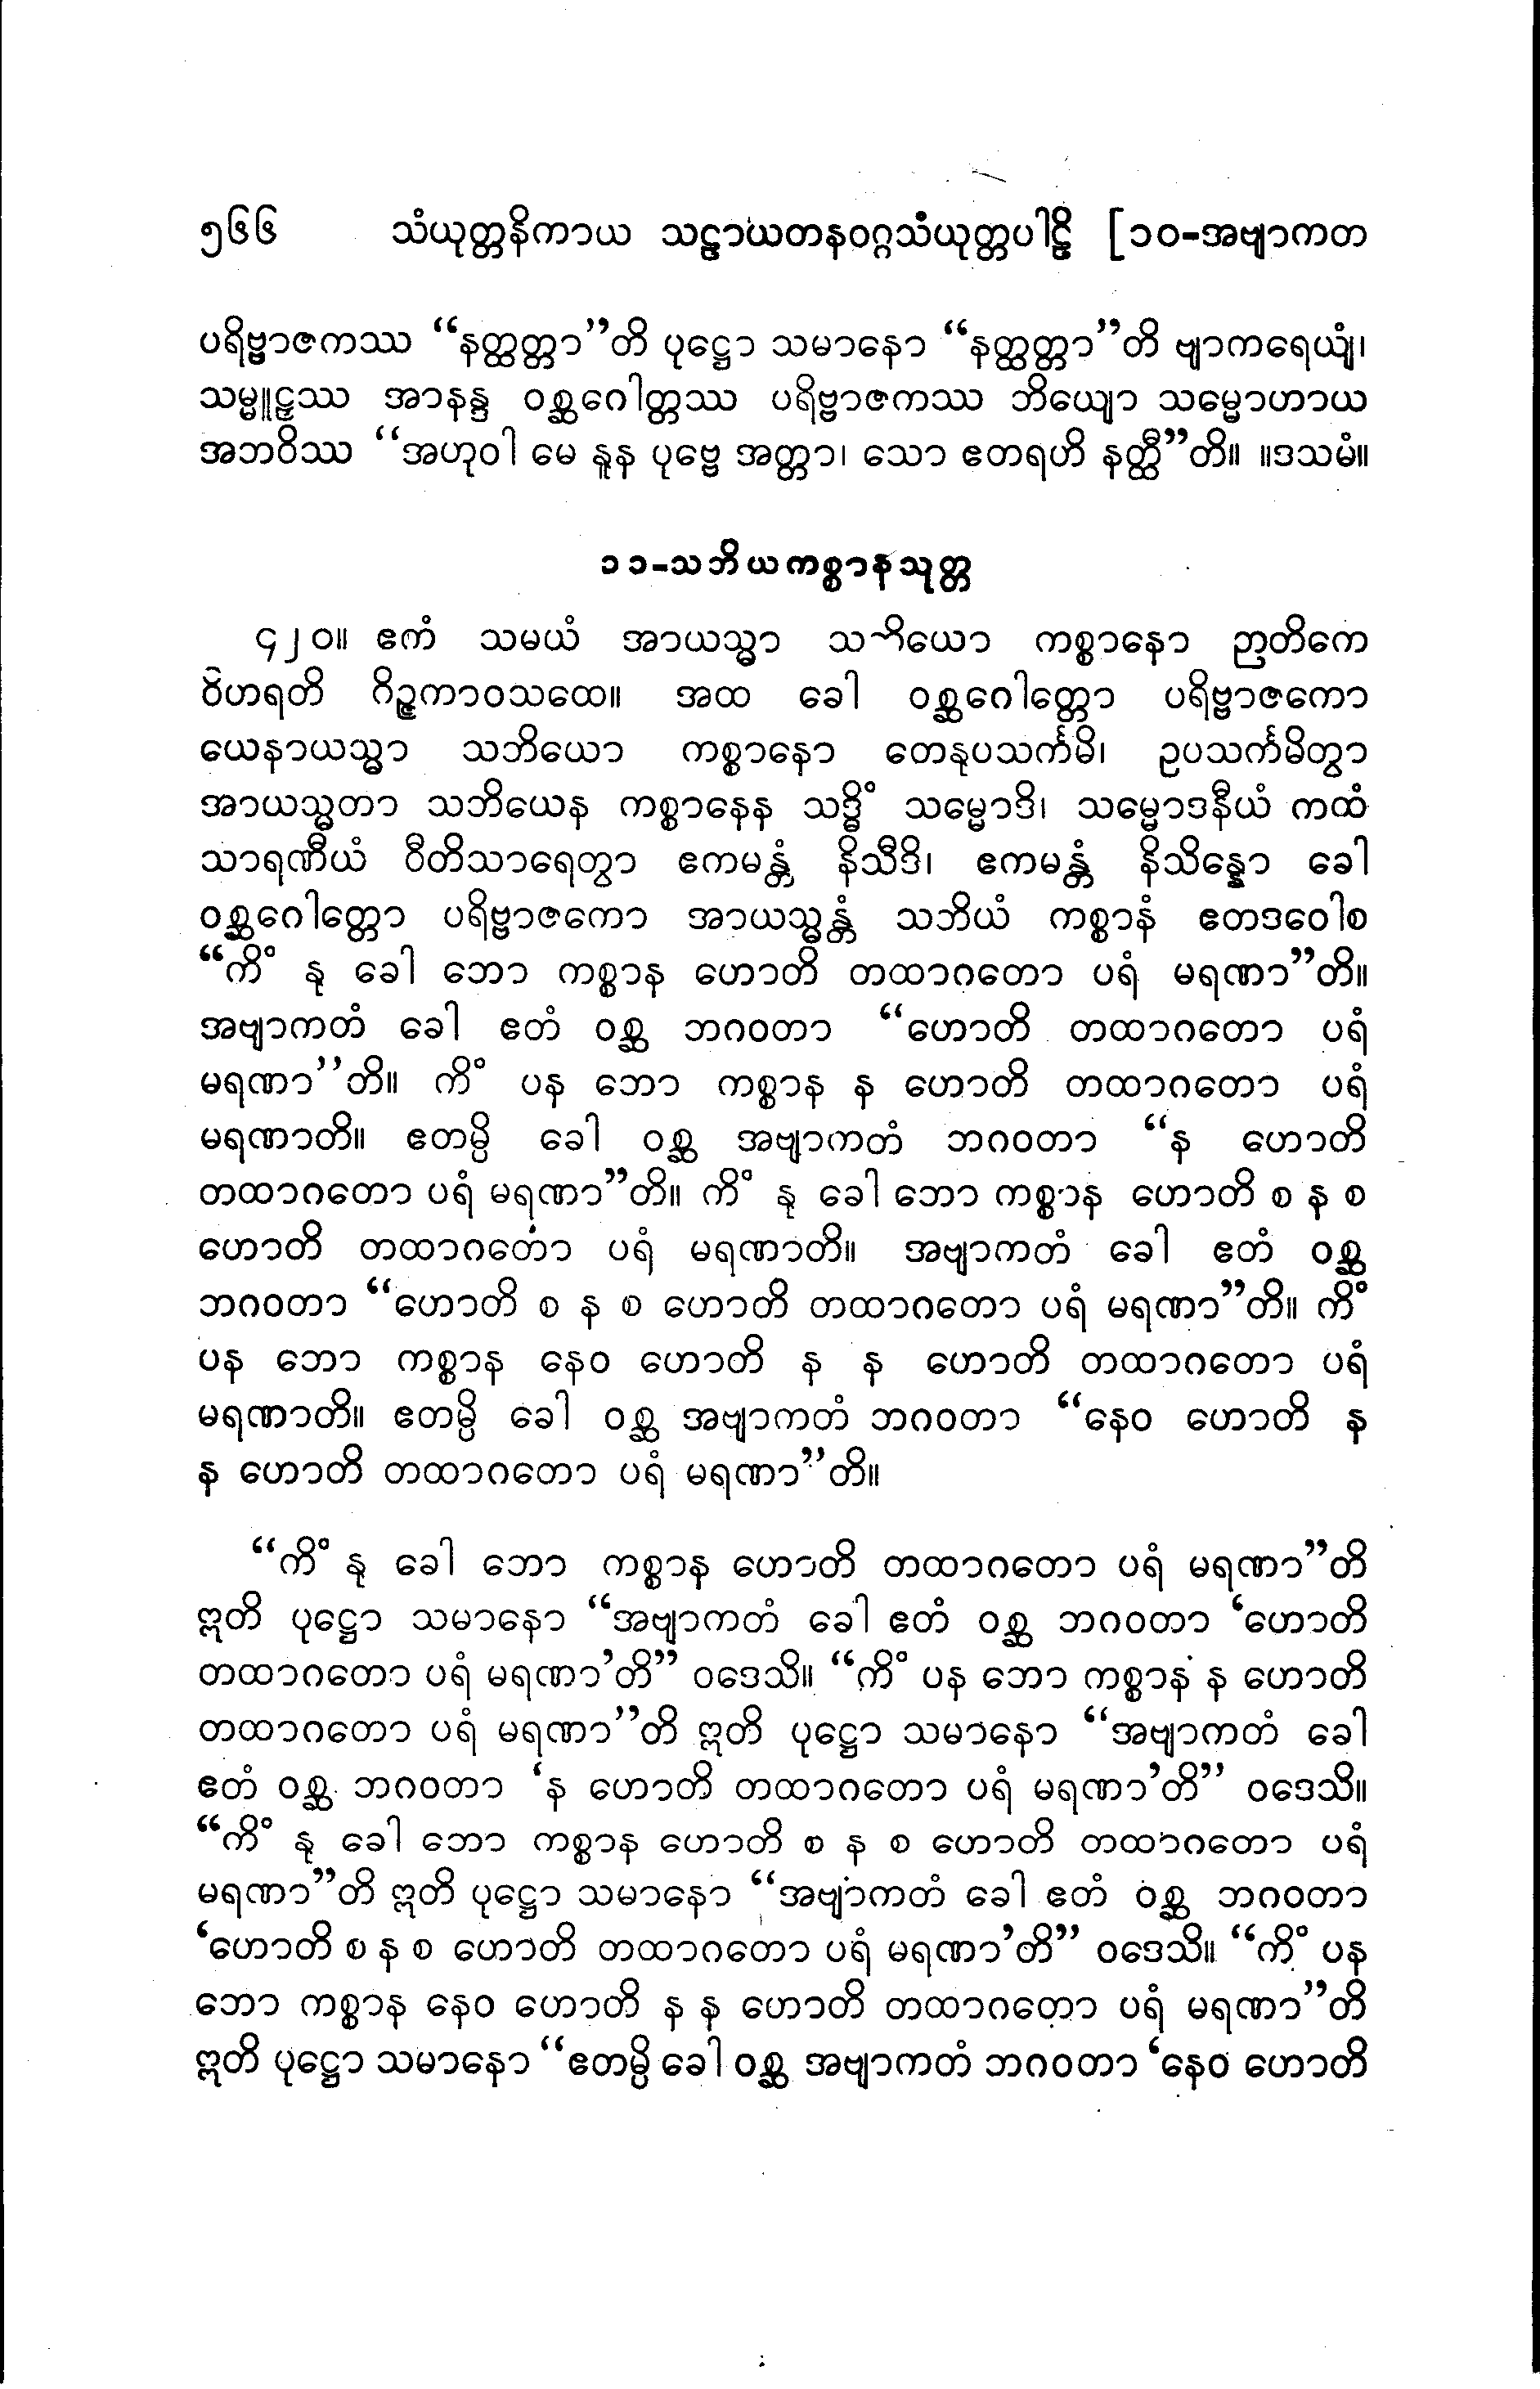 ၅၆၆ သံယုတ္တနိကာယ သဠာယတနဝဂ္ဂသံယုတ္တပါဠိ [၁၀-အဗျာကတ
ပရိဗ္ဗာဇကဿ “နတ္ထတ္တာ”တိ ပုဋ္ဌော သမာနော “နတ္ထတ္တာ”တိ ဗျာကရေယျံ၊
သမ္မူဠှဿ အာနန္ဒ ဝစ္ဆဂေါတ္တဿ ပရိဗ္ဗာဇကဿ ဘိယျော သမ္မောဟာယ
အဘဝိဿ “အဟုဝါ မေ နူန ပုဗ္ဗေ အတ္တာ၊ သော ဧတရဟိ နတ္ထီ”တိ။ ။ဒသမံ။
၁၁-သဘိယကစ္စာနသုတ္တ
၄၂၀။ ဧကံ သမယံ အာယသ္မာ သဘိယော ကစ္စာနော ဉာတိကေ
ဝိဟရတိ ဂိဉ္ဇကာဝသထေ။ အထ ခေါ ဝစ္ဆဂေါတ္တော ပရိဗ္ဗာဇကော
ယေနာယသ္မာ သဘိယော ကစ္စာနော တေနုပသင်္ကမိ၊ ဥပသင်္ကမိတွာ
အာယသ္မတာ သဘိယေန ကစ္စာနေန သဒ္ဓိံ သမ္မောဒိ၊ သမ္မောဒနီယံ ကထံ
သာရဏီယံ ဝီတိသာရေတွာ ဧကမန္တံ နိသီဒိ၊ ဧကမန္တံ နိသိန္နော ခေါ
ဝစ္ဆဂေါတ္တော ပရိဗ္ဗာဇကော အာယသ္မန္တံ သဘိယံ ကစ္စာနံ ဧတဒဝေါစ
“ကိံ နု ခေါ ဘော ကစ္စာန ဟောတိ တထာဂတော ပရံ မရဏာ”တိ။
အဗျာကတံ ခေါ ဧတံ ဝစ္ဆ ဘဂဝတာ “ဟောတိ တထာဂတော ပရံ
မရဏာ”တိ။ ကိံ ပန ဘော ကစ္စာန န ဟောတိ တထာဂတော ပရံ
မရဏာတိ။ ဧတမ္ပိ ခေါ ဝစ္ဆ အဗျာကတံ ဘဂဝတာ “န ဟောတိ
တထာဂတော ပရံ မရဏာ”တိ။ ကိံ နု ခေါ ဘော ကစ္စာန ဟောတိ စ န စ
ဟောတိ တထာဂတော ပရံ မရဏာတိ။ အဗျာကတံ ခေါ ဧတံ ဝစ္ဆ
ဘဂဝတာ “ဟောတိ စ န စ ဟောတိ တထာဂတော ပရံ မရဏာ”တိ။ ကိံ
ပန ဘော ကစ္စာန နေဝ ဟောတိ န န ဟောတိ တထာဂတော ပရံ
မရဏာတိ။ ဧတမ္ပိ ခေါ ဝစ္ဆ အဗျာကတံ ဘဂဝတာ “နေဝ ဟောတိ န
န ဟောတိ တထာဂတော ပရံ မရဏာ”တိ။
“ကိံ နု ခေါ ဘော ကစ္စာန ဟောတိ တထာဂတော ပရံ မရဏာ”တိ
ဣတိ ပုဋ္ဌော သမာနော “အဗျာကတံ ခေါ ဧတံ ဝစ္ဆ ဘဂဝတာ ‘ဟောတိ
တထာဂတော ပရံ မရဏာ’တိ” ဝဒေသိ။ “ကိံ ပန ဘော ကစ္စာန န ဟောတိ
တထာဂတော ပရံ မရဏာ”တိ ဣတိ ပုဋ္ဌော သမာနော “အဗျာကတံ ခေါ
ဧတံ ဝစ္ဆ ဘဂဝတာ ‘န ဟောတိ တထာဂတော ပရံ မရဏာ’တိ” ဝဒေသိ။
“ကိံ နု ခေါ ဘော ကစ္စာန ဟောတိ စ န စ ဟောတိ တထာဂတော ပရံ
မရဏာ”တိ ဣတိ ပုဋ္ဌော သမာနော “အဗျာကတံ ခေါ ဧတံ ဝစ္ဆ ဘဂဝတာ
‘ဟောတိ စ န စ ဟောတိ တထာဂတော ပရံ မရဏာ’တိ” ဝဒေသိ။ “ကိံ ပန
ဘော ကစ္စာန နေဝ ဟောတိ န န ဟောတိ တထာဂတော ပရံ မရဏာ”တိ
ဣတိ ပုဋ္ဌော သမာနော “ဧတမ္ပိ ခေါ ဝစ္ဆ အဗျာကတံ ဘဂဝတာ ‘နေဝ ဟောတိ